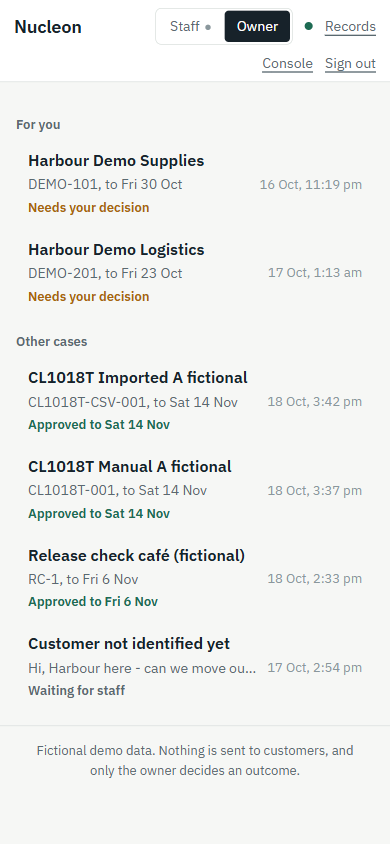 Nucleon
Staff
Owner
Records
Console
Sign out
For you
Harbour Demo Supplies
DEMO-101, to Fri 30 Oct
16 Oct, 11:19 pm
Needs your decision
Harbour Demo Logistics
DEMO-201, to Fri 23 Oct
17 Oct, 1:13 am
Needs your decision
Other cases
CL1018T Imported A fictional
CL1018T-CSV-001, to Sat 14 Nov
18 Oct, 3:42 pm
Approved to Sat 14 Nov
CL1018T Manual A fictional
CL1018T-001, to Sat 14 Nov
18 Oct, 3:37 pm
Approved to Sat 14 Nov
Release check café (fictional)
RC-1, to Fri 6 Nov
18 Oct, 2:33 pm
Approved to Fri 6 Nov
Customer not identified yet
Hi, Harbour here - can we move ou...
17 Oct, 2:54 pm
Waiting for staff
Fictional demo data. Nothing is sent to customers, and
only the owner decides an outcome.